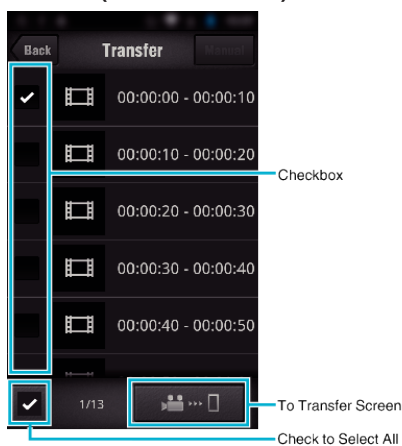 Back Transfer Manual
00:00:00 - 00:00:10
00:00:10 - 00:00:20
Checkbox
00:00:20 - 00:00:30
00:00:30 - 00:00:40
00:00:40 - 00:00:50
1/13
To Transfer Screen
Check to Select All